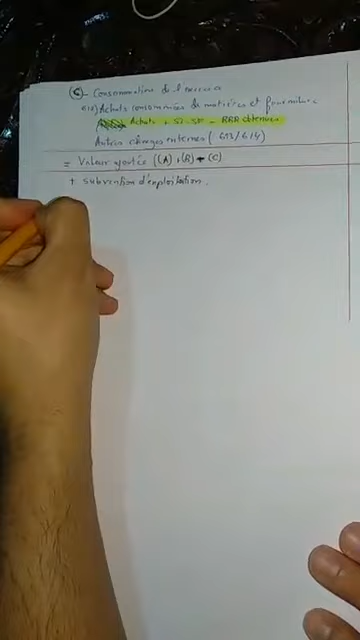 (C) - Consommation de l'exercice
612) Achats consommés de matières et fournitures
Achats + SI - SF - RRR obtenus
Autres charges externes ( 613/614)
= Valeur ajoutée ((A) + (B) - (C)
+ subvention d'exploitation.